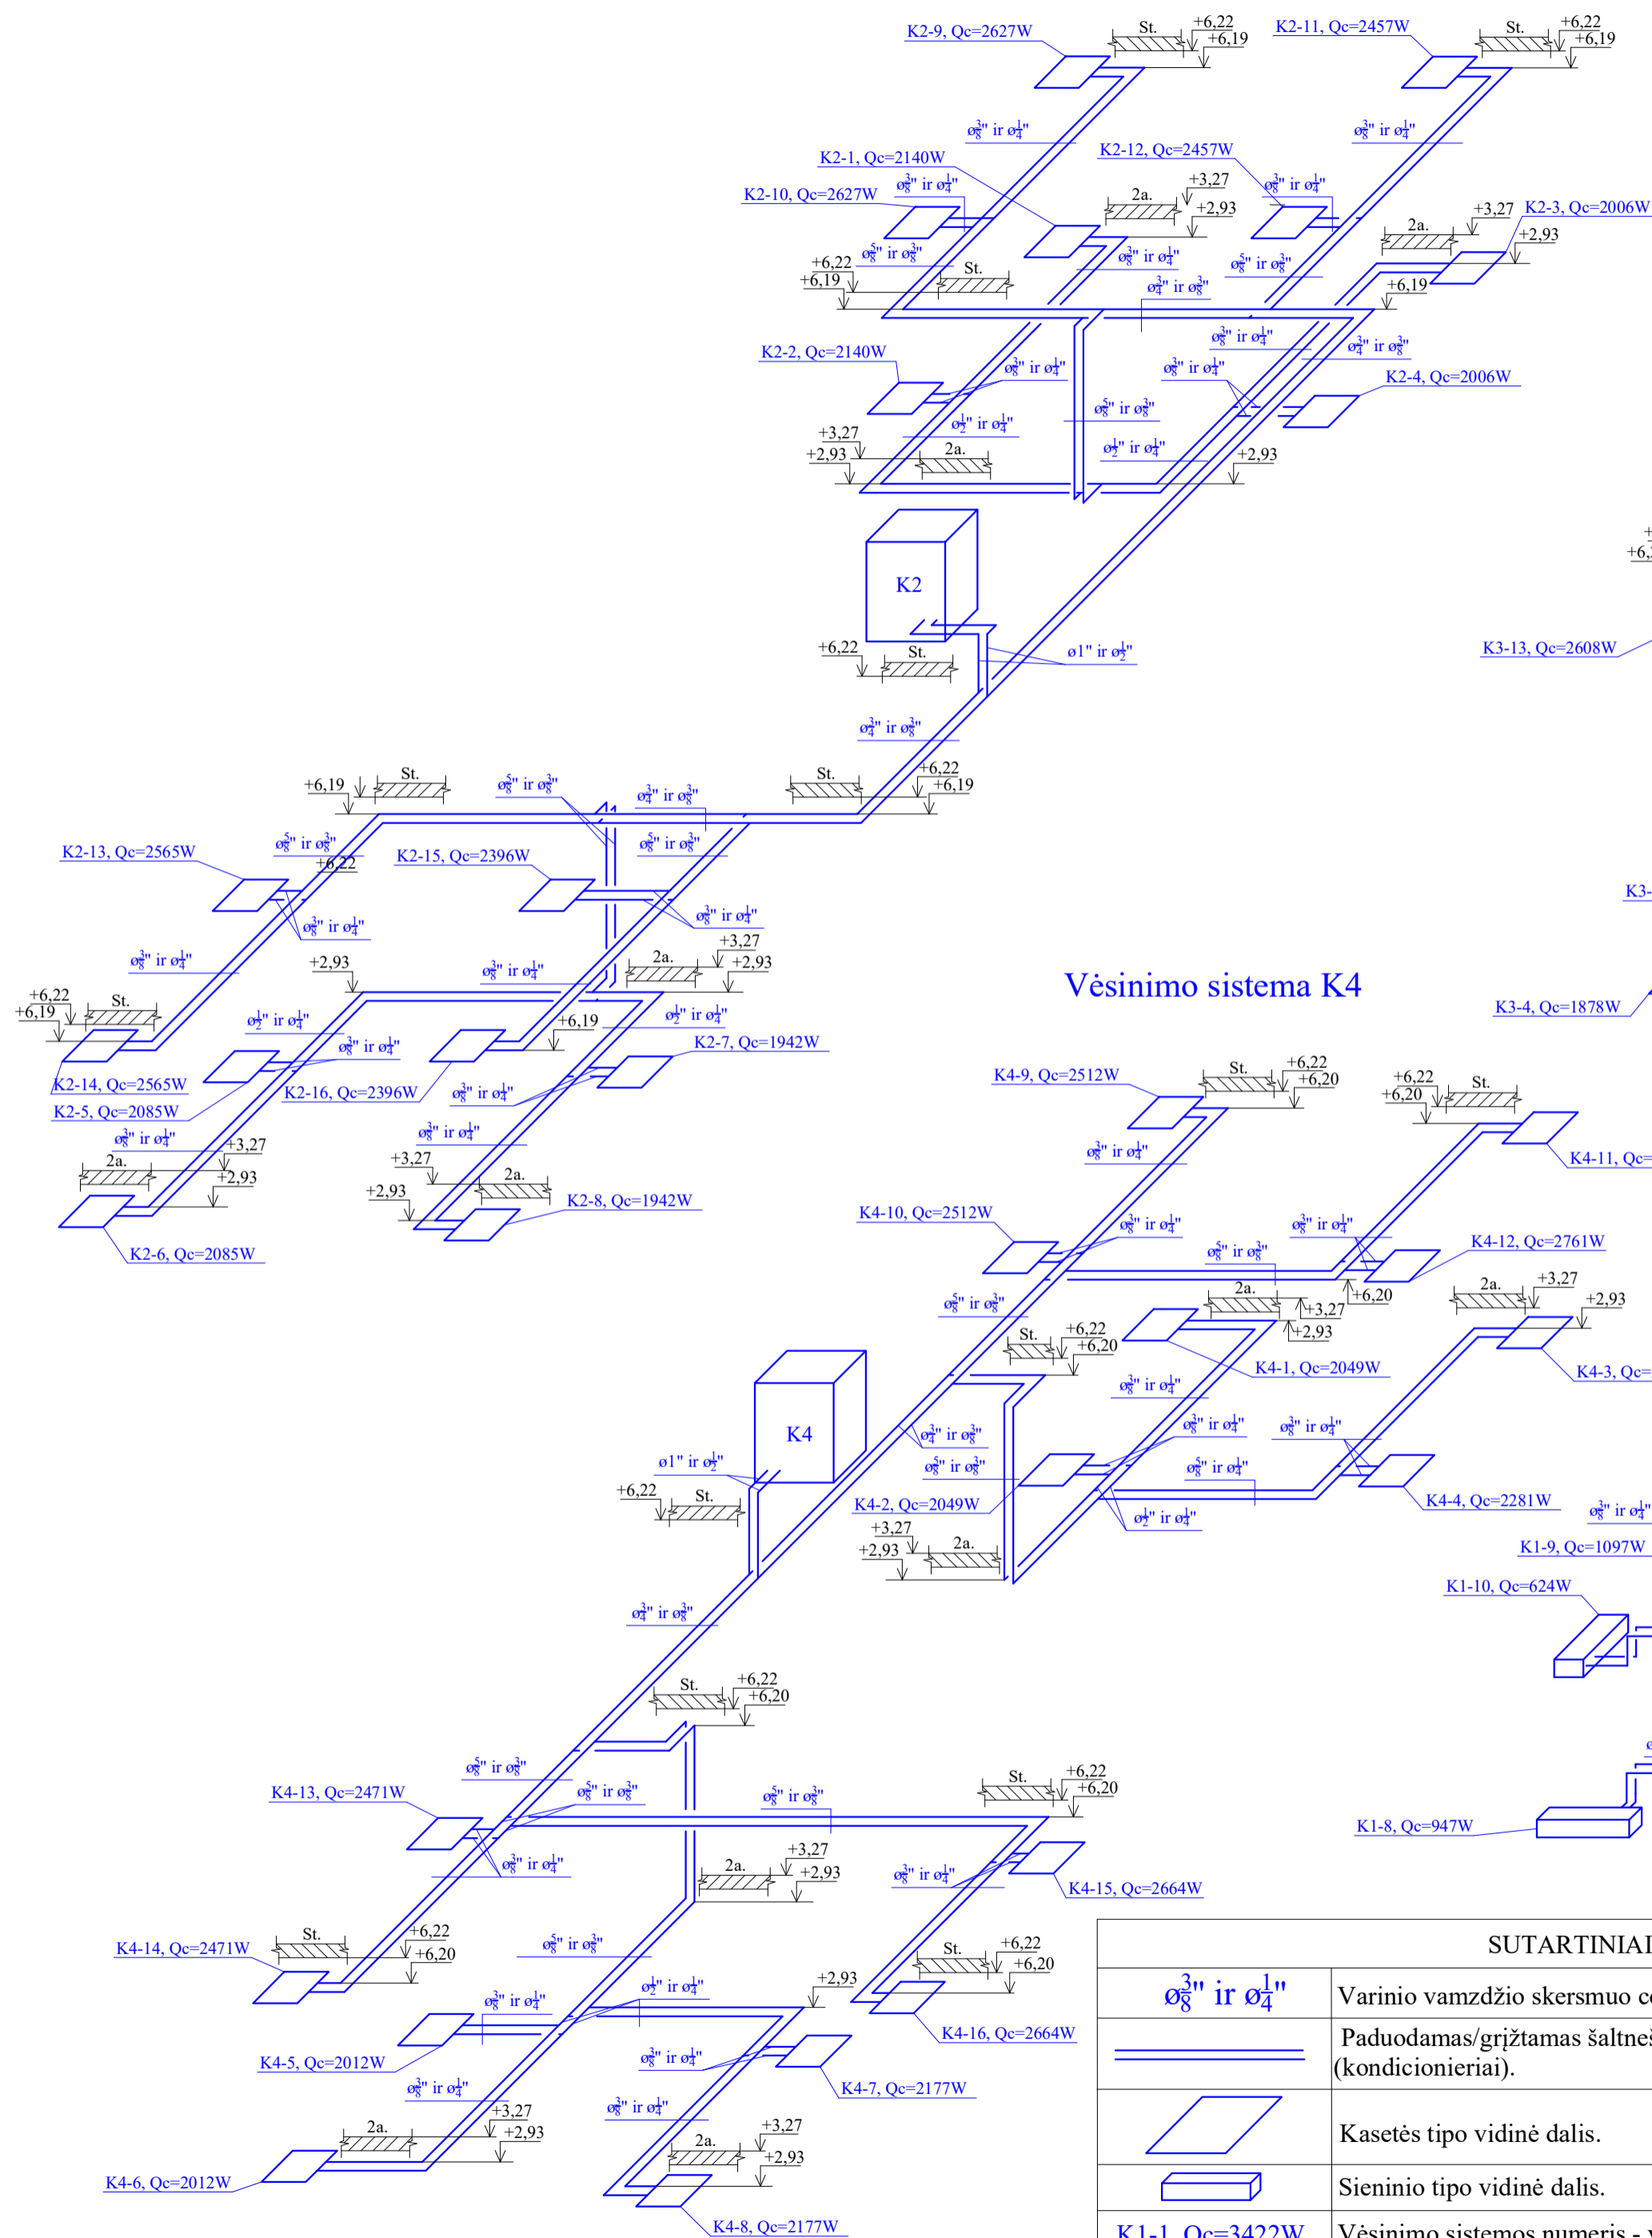 K2-9, Qc=2627W
St.
+6,22
+6,19
K2-11, Qc=2457W
St.
+6,22
+6,19
ø3/8" ir ø1/4"
ø3/8" ir ø1/4"
K2-1, Qc=2140W
K2-12, Qc=2457W
K2-10, Qc=2627W
ø3/8" ir ø1/4"
2a.
+3,27
+2,93
ø3/8" ir ø1/4"
K2-3, Qc=2006W
2a.
+3,27
+2,93
ø5/8" ir ø3/8"
ø3/8" ir ø1/4"
ø5/8" ir ø3/8"
+6,22
+6,19
St.
ø3/4" ir ø3/8"
+6,19
K2-2, Qc=2140W
ø3/8" ir ø1/4"
ø3/4" ir ø3/8"
ø3/8" ir ø1/4"
ø3/8" ir ø1/4"
K2-4, Qc=2006W
ø1/2" ir ø1/4"
ø5/8" ir ø3/8"
+3,27
+2,93
2a.
ø1/2" ir ø1/4"
+2,93
K2
+6,22
St.
ø1" ir ø1/2"
K3-13, Qc=2608W
ø3/4" ir ø3/8"
+6,19
St.
ø5/8" ir ø3/8"
ø3/4" ir ø3/8"
St.
+6,22
+6,19
K2-13, Qc=2565W
ø5/8" ir ø3/8"
+6,22
K2-15, Qc=2396W
ø5/8" ir ø3/8"
ø3/8" ir ø1/4"
ø3/8" ir ø1/4"
ø3/8" ir ø1/4"
+2,93
ø3/8" ir ø1/4"
2a.
+3,27
+2,93
Vėsinimo sistema K4
+6,22
+6,19
St.
ø1/2" ir ø1/4"
+6,19
ø1/2" ir ø1/4"
K3-4, Qc=1878W
K2-14, Qc=2565W
K2-5, Qc=2085W
ø3/8" ir ø1/4"
K2-16, Qc=2396W
K2-7, Qc=1942W
ø3/8" ir ø1/4"
ø3/8" ir ø1/4"
2a.
+3,27
+2,93
ø3/8" ir ø1/4"
+3,27
+2,93
2a.
K2-6, Qc=2085W
K2-8, Qc=1942W
K4-9, Qc=2512W
St.
+6,22
+6,20
+6,22
+6,20
St.
ø3/8" ir ø1/4"
K4-11, Qc=
K4-10, Qc=2512W
ø3/8" ir ø1/4"
ø3/8" ir ø1/4"
ø5/8" ir ø3/8"
K4-12, Qc=2761W
+6,20
ø5/8" ir ø3/8"
2a.
+3,27
+2,93
2a.
+3,27
+2,93
St.
+6,22
+6,20
K4-1, Qc=2049W
K4-3, Qc=
ø3/8" ir ø1/4"
K4
ø3/4" ir ø3/8"
ø3/8" ir ø1/4"
ø3/8" ir ø1/4"
ø1" ir ø1/2"
ø5/8" ir ø3/8"
ø5/8" ir ø1/4"
+6,22
St.
K4-2, Qc=2049W
K4-4, Qc=2281W
ø1/2" ir ø1/4"
ø3/8" ir ø1/4"
+3,27
+2,93
2a.
K1-9, Qc=1097W
K1-10, Qc=624W
ø3/4" ir ø3/8"
St.
+6,22
+6,20
ø5/8" ir ø3/8"
K4-13, Qc=2471W
ø5/8" ir ø3/8"
ø5/8" ir ø3/8"
St.
+6,22
+6,20
K1-8, Qc=947W
ø3/8" ir ø1/4"
2a.
+3,27
+2,93
ø3/8" ir ø1/4"
K4-15, Qc=2664W
K4-14, Qc=2471W
St.
+6,22
+6,20
ø5/8" ir ø3/8"
St.
+6,22
+6,20
ø3/8" ir ø1/4"
ø1/2" ir ø1/4"
+2,93
K4-16, Qc=2664W
K4-5, Qc=2012W
ø3/8" ir ø1/4"
K4-7, Qc=2177W
ø3/8" ir ø1/4"
ø3/8" ir ø1/4"
2a.
+3,27
+2,93
2a.
+3,27
+2,93
K4-6, Qc=2012W
K4-8, Qc=2177W
SUTARTINIAI
ø3/8" ir ø1/4"
Varinio vamzdžio skersmuo
Paduodamas/grįžtamas
(kondicionieriai).
Kasetės tipo vidinė dalis.
Sieninio tipo vidinė dalis.
K1-1, Qc=3422W
Vėsinimo sistemos numeris -